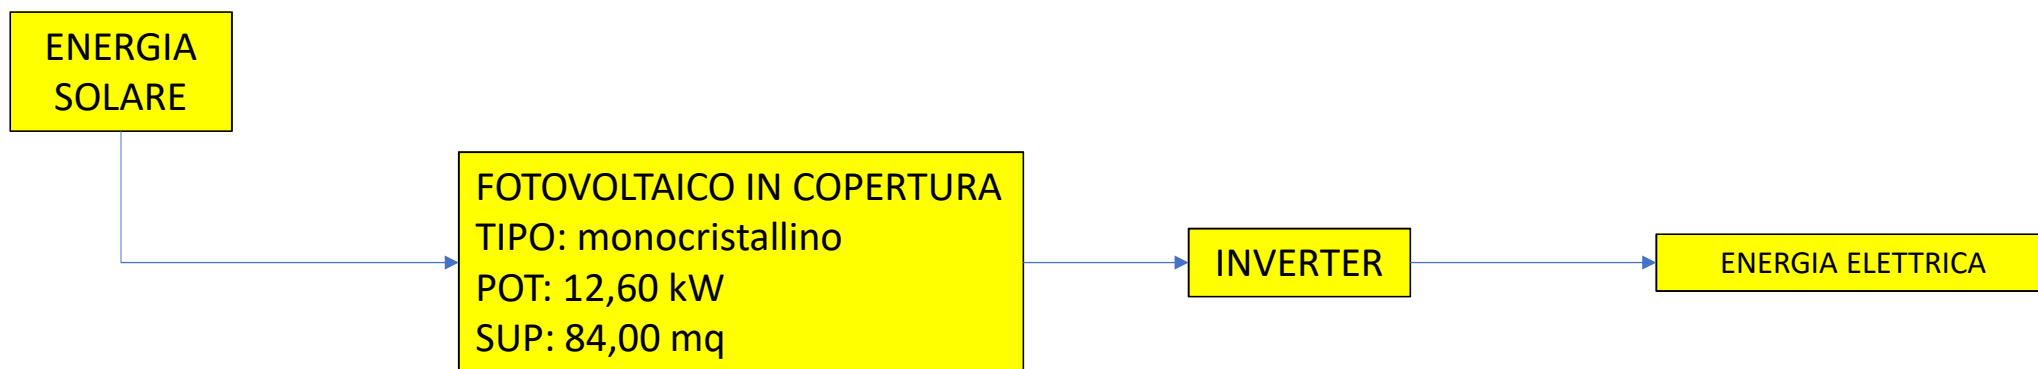 ENERGIA
SOLARE
FOTOVOLTAICO IN COPERTURA
TIPO: monocristallino
POT: 12,60 kW
SUP: 84,00 mq
INVERTER
ENERGIA ELETTRICA